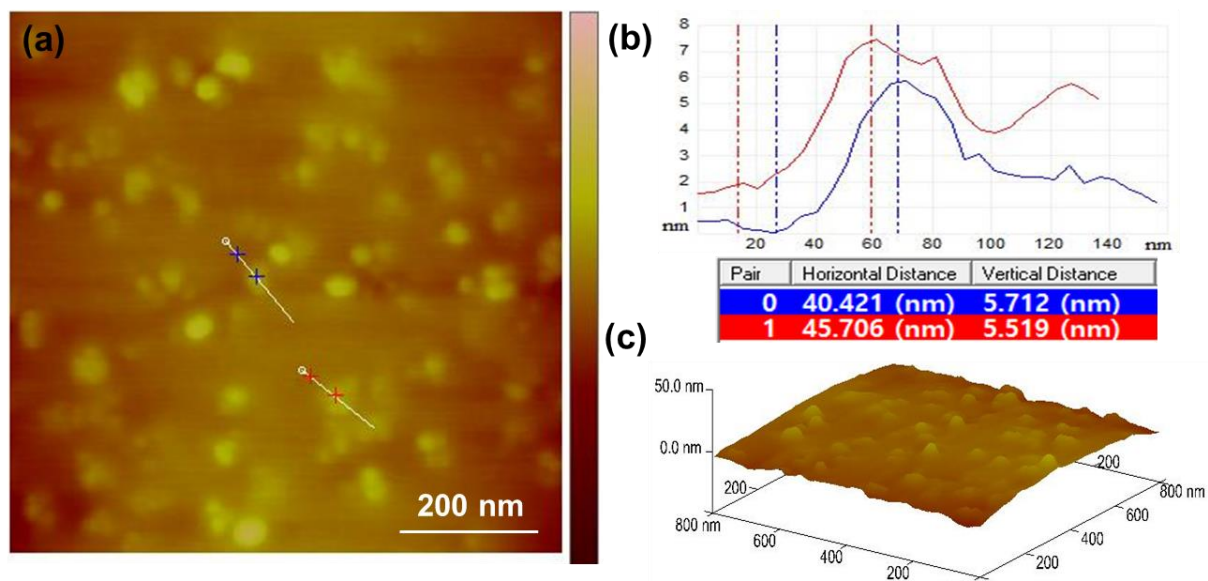 (a)
200 nm
(b)
8
7
6
5
4
3
2
1
nm
20 40 60 80 100 120 140 nm
Pair Horizontal Distance Vertical Distance
0 40.421 (nm) 5.712 (nm)
1 45.706 (nm) 5.519 (nm)
(c)
50.0 nm
0.0 nm
200
800 nm
600
400
200
200
400
600
800 nm
200